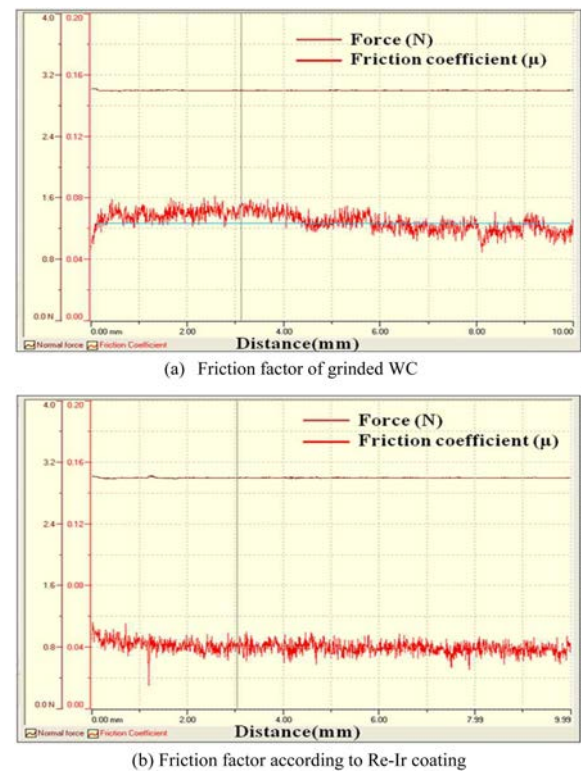 4.0 0.20
Force (N)
Friction coefficient (μ)
3.2 0.16
2.4 0.12
1.6 0.08
0.8 0.04
0.0 N 0.00
0.00 mm 2.00 4.00 6.00 8.00 10.00
Normal force Friction Coefficient Distance(mm)
(a) Friction factor of grinded WC
4.0 0.20
Force (N)
Friction coefficient (μ)
3.2 0.16
2.4 0.12
1.6 0.08
0.8 0.04
0.0 N 0.00
0.00 mm 2.00 4.00 6.00 7.99 9.99
Normal force Friction Coefficient Distance(mm)
(b) Friction factor according to Re-Ir coating